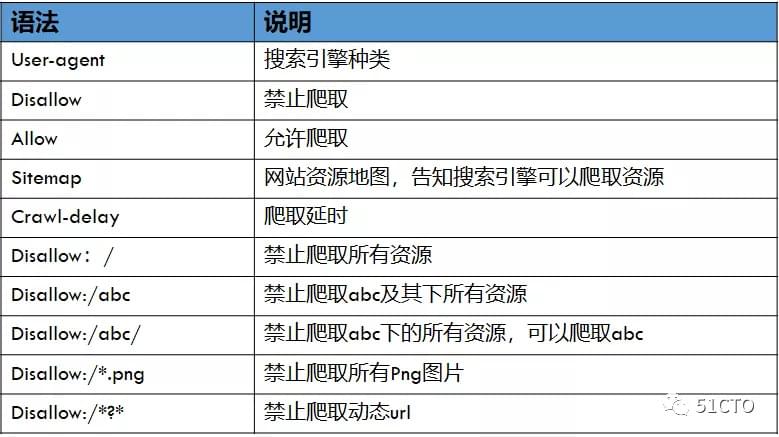 语法 说明
User-agent 搜索引擎种类
Disallow 禁止爬取
Allow 允许爬取
Sitemap 网站资源地图，告知搜索引擎可以爬取资源
Crawl-delay 爬取延时
Disallow：/ 禁止爬取所有资源
Disallow:/abc 禁止爬取abc及其下所有资源
Disallow:/abc/ 禁止爬取abc下的所有资源，可以爬取abc
Disallow:/*.png 禁止爬取所有Png图片
Disallow:/*?* 禁止爬取动态url
51CTO